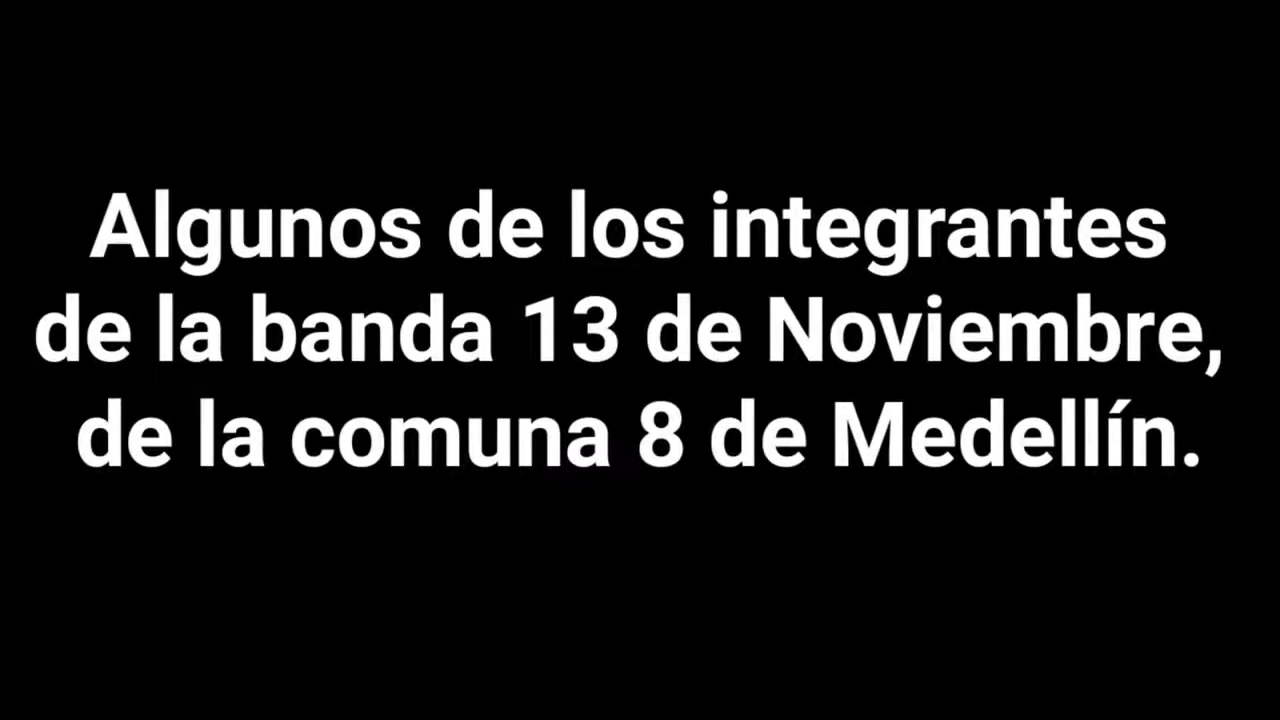 Algunos de los integrantes
de la banda 13 de Noviembre,
de la comuna 8 de Medellín.